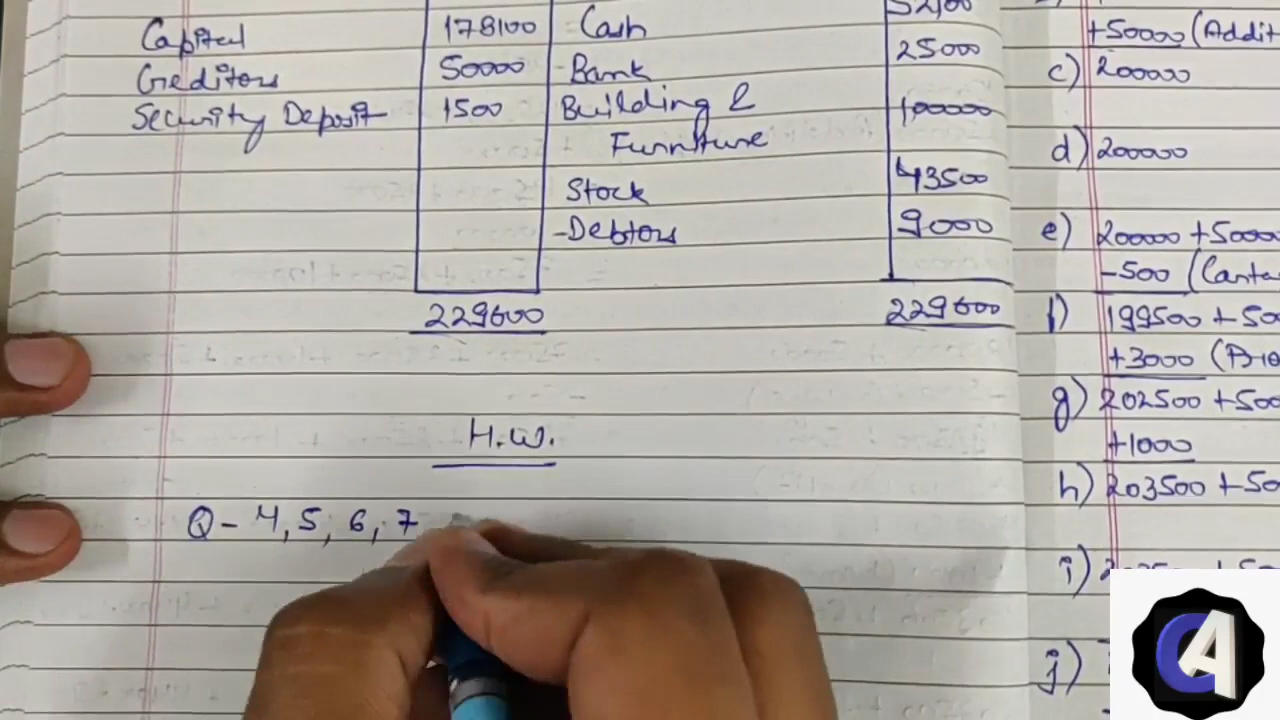 Capital 178100 Cash 52100
Creditors 50000 Bank 25000
Security Deposit 1500 Building & 100000
Furniture
Stock 43500
Debtors 9000
229600 229600
H.W.
Q - 4, 5, 6, 7
+50000 (Addit
c) 200000
d) 200000
e) 200000 + 5000
-500 (Carta
f) 199500 + 50
+3000 (Pro
g) 202500 + 500
+1000
h) 203500 + 50
i)
j)
CA